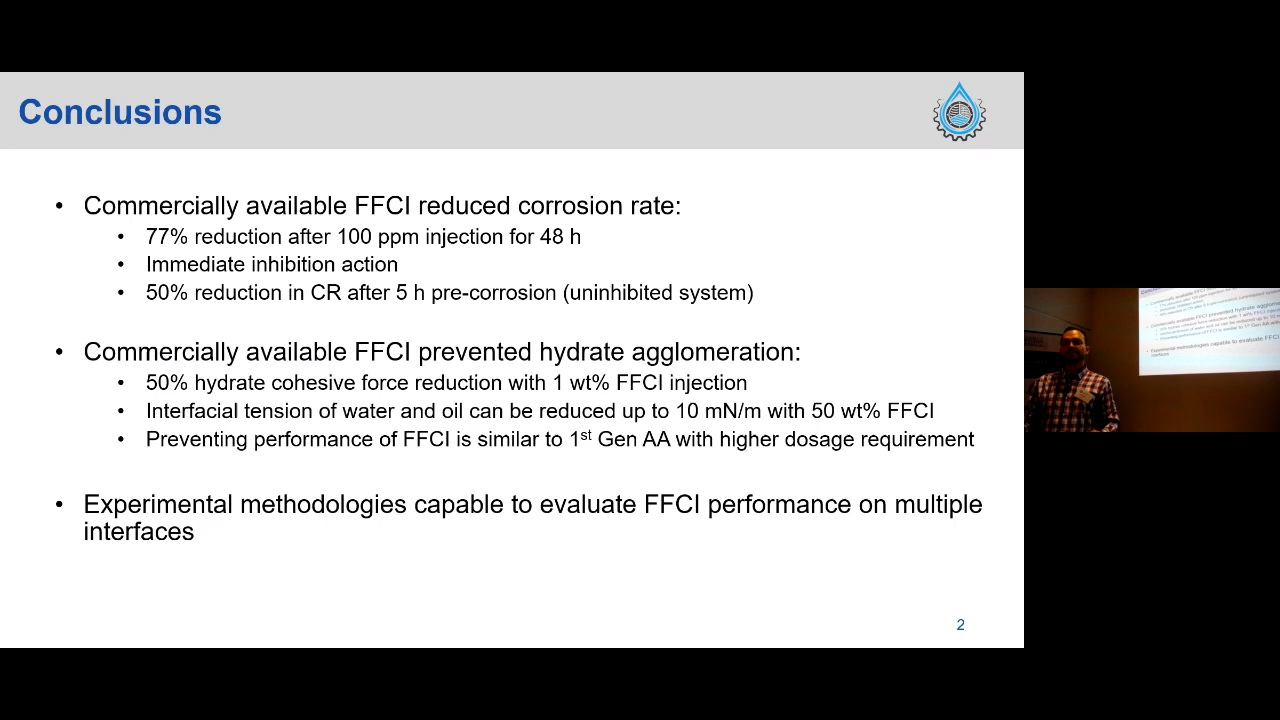 Conclusions
• Commercially available FFCI reduced corrosion rate:
• 77% reduction after 100 ppm injection for 48 h
• Immediate inhibition action
• 50% reduction in CR after 5 h pre-corrosion (uninhibited system)
• Commercially available FFCI prevented hydrate agglomeration:
• 50% hydrate cohesive force reduction with 1 wt% FFCI injection
• Interfacial tension of water and oil can be reduced up to 10 mN/m with 50 wt% FFCI
• Preventing performance of FFCI is similar to 1st Gen AA with higher dosage requirement
• Experimental methodologies capable to evaluate FFCI performance on multiple
interfaces
2